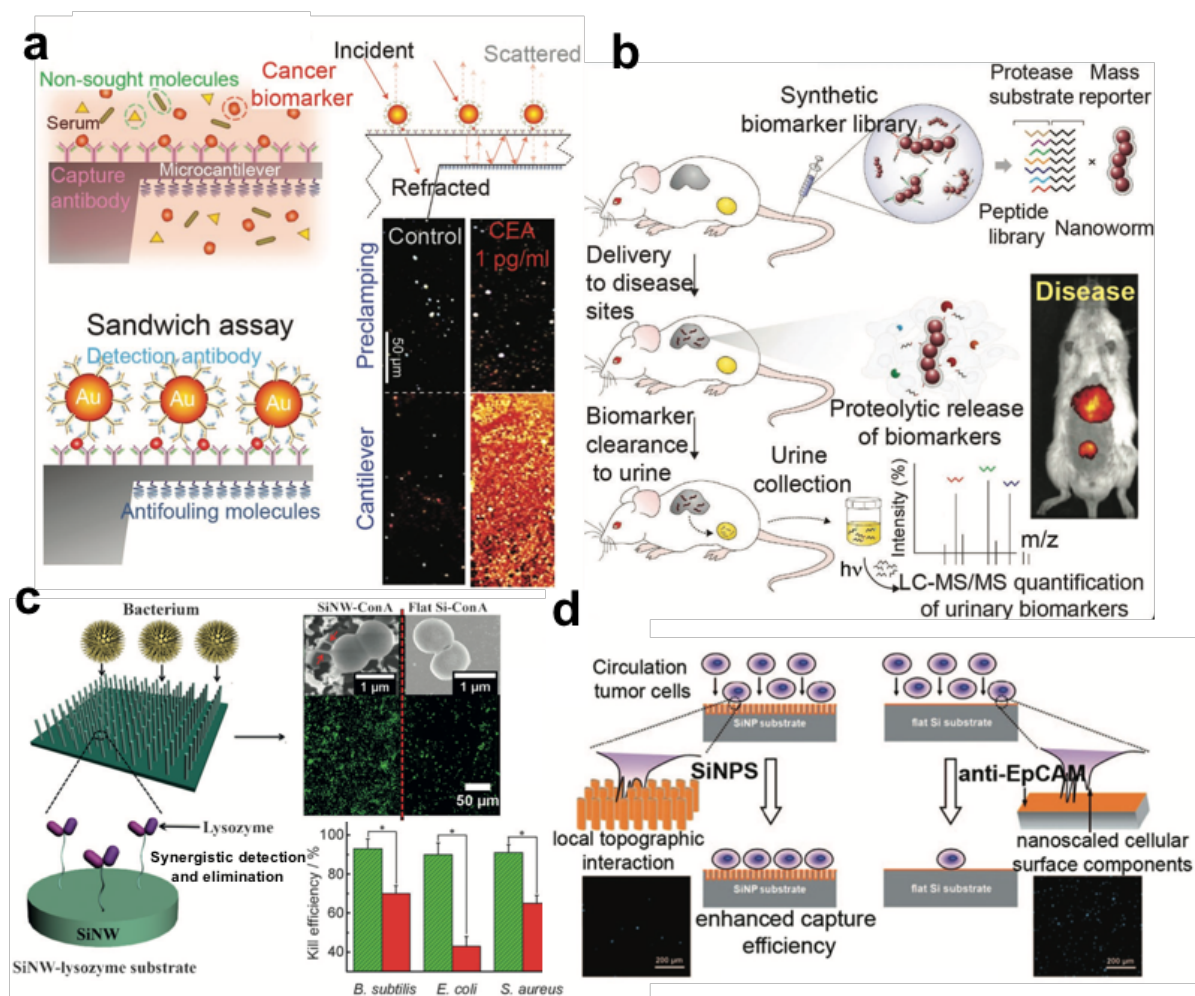 a
Non-sought molecules
Cancer
biomarker
Serum
Capture
antibody
Microcantilever
Incident
Scattered
Refracted
Control
CEA
1 pg/ml
Preclamping
50 μm
Cantilever
Sandwich assay
Detection antibody
Au
Au
Au
Antifouling molecules
b
Synthetic
biomarker library
Protease
substrate
Mass
reporter
Peptide
library
Nanoworm
Delivery
to disease
sites
Disease
Proteolytic release
of biomarkers
Biomarker
clearance
to urine
Urine
collection
Intensity (%)
m/z
hν
LC-MS/MS quantification
of urinary biomarkers
c
Bacterium
SiNW-ConA
Flat Si-ConA
1 μm
1 μm
50 μm
Lysozyme
Synergistic detection
and elimination
SiNW
SiNW-lysozyme substrate
Kill efficiency / %
100
80
60
40
*
*
*
B. subtilis
E. coli
S. aureus
d
Circulation
tumor cells
SiNP substrate
flat Si substrate
SiNPS
anti-EpCAM
local topographic
interaction
nanoscaled cellular
surface components
SiNP substrate
flat Si substrate
enhanced capture
efficiency
200 μm
200 μm